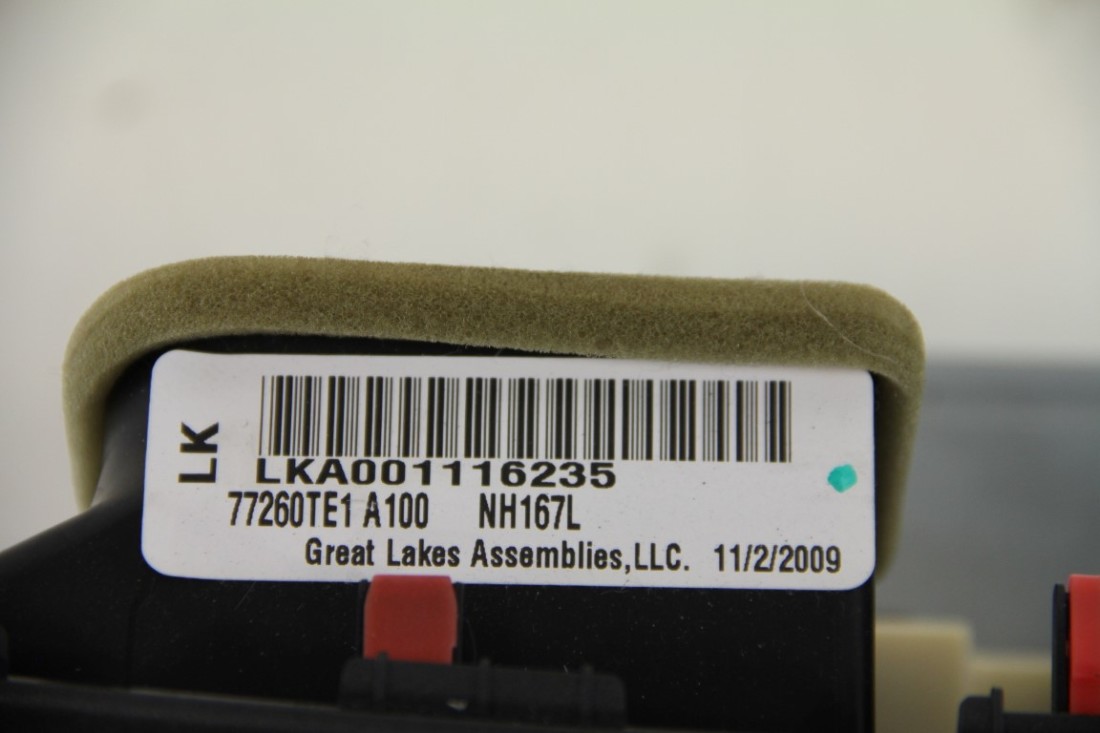 LK
LKA001116235
77260TE1 A100 NH167L
Great Lakes Assemblies,LLC. 11/2/2009